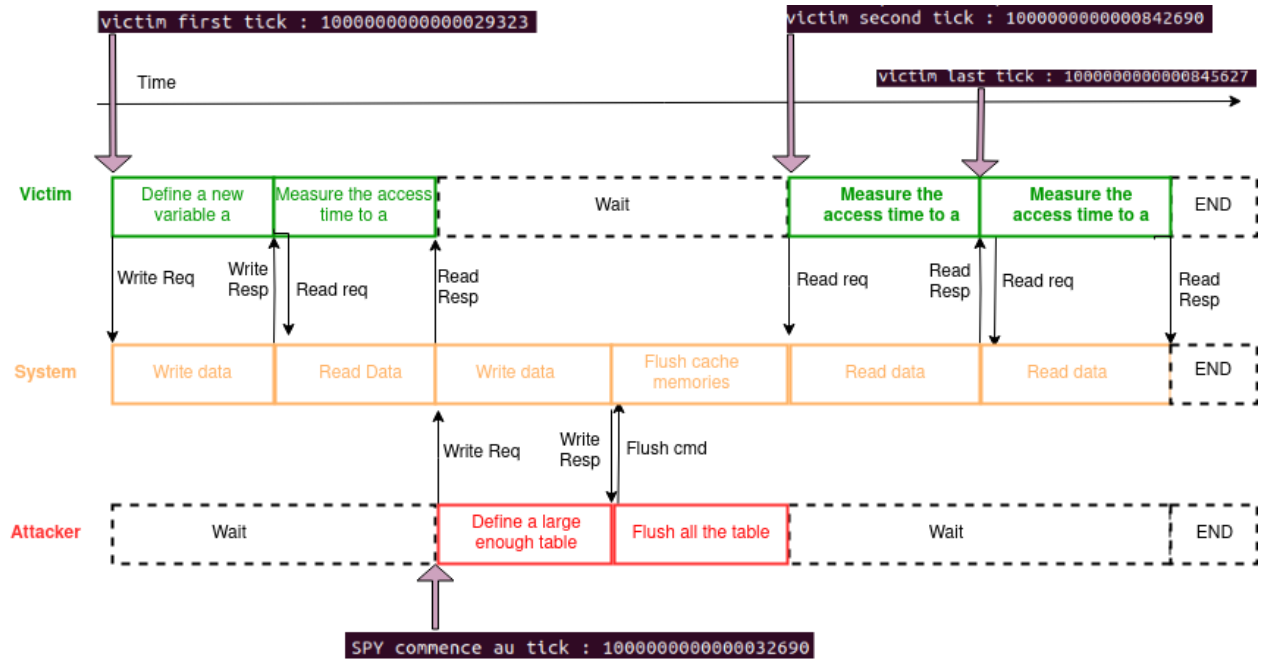 victim first tick : 1000000000000029323
victim second tick : 1000000000000842690
victim last tick : 1000000000000845627
Time
Victim
Define a new
variable a
Measure the access
time to a
Wait
Measure the
access time to a
Measure the
access time to a
END
Write Req
Write
Resp
Read req
Read
Resp
Read req
Read
Resp
Read req
Read
Resp
System
Write data
Read Data
Write data
Flush cache
memories
Read data
Read data
END
Write Req
Write
Resp
Flush cmd
Attacker
Wait
Define a large
enough table
Flush all the table
Wait
END
SPY commence au tick : 1000000000000032690